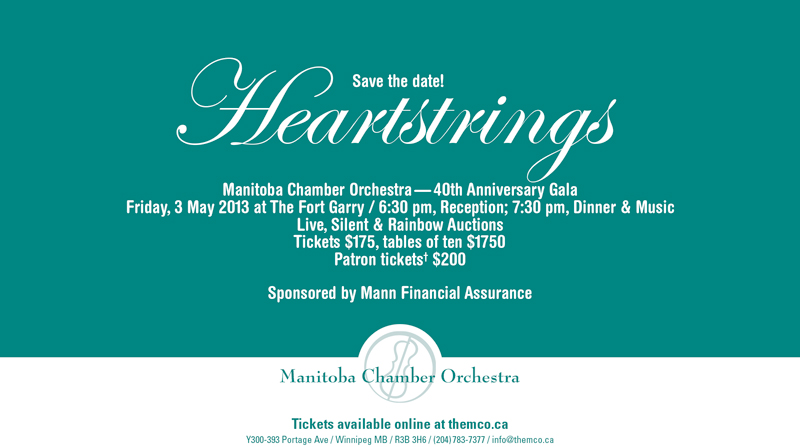 Save the date!
Heartstrings
Manitoba Chamber Orchestra — 40th Anniversary Gala
Friday, 3 May 2013 at The Fort Garry / 6:30 pm, Reception; 7:30 pm, Dinner & Music
Live, Silent & Rainbow Auctions
Tickets $175, tables of ten $1750
Patron tickets† $200
Sponsored by Mann Financial Assurance
Manitoba Chamber Orchestra
Tickets available online at themco.ca
Y300-393 Portage Ave / Winnipeg MB / R3B 3H6 / (204) 783-7377 / info@themco.ca